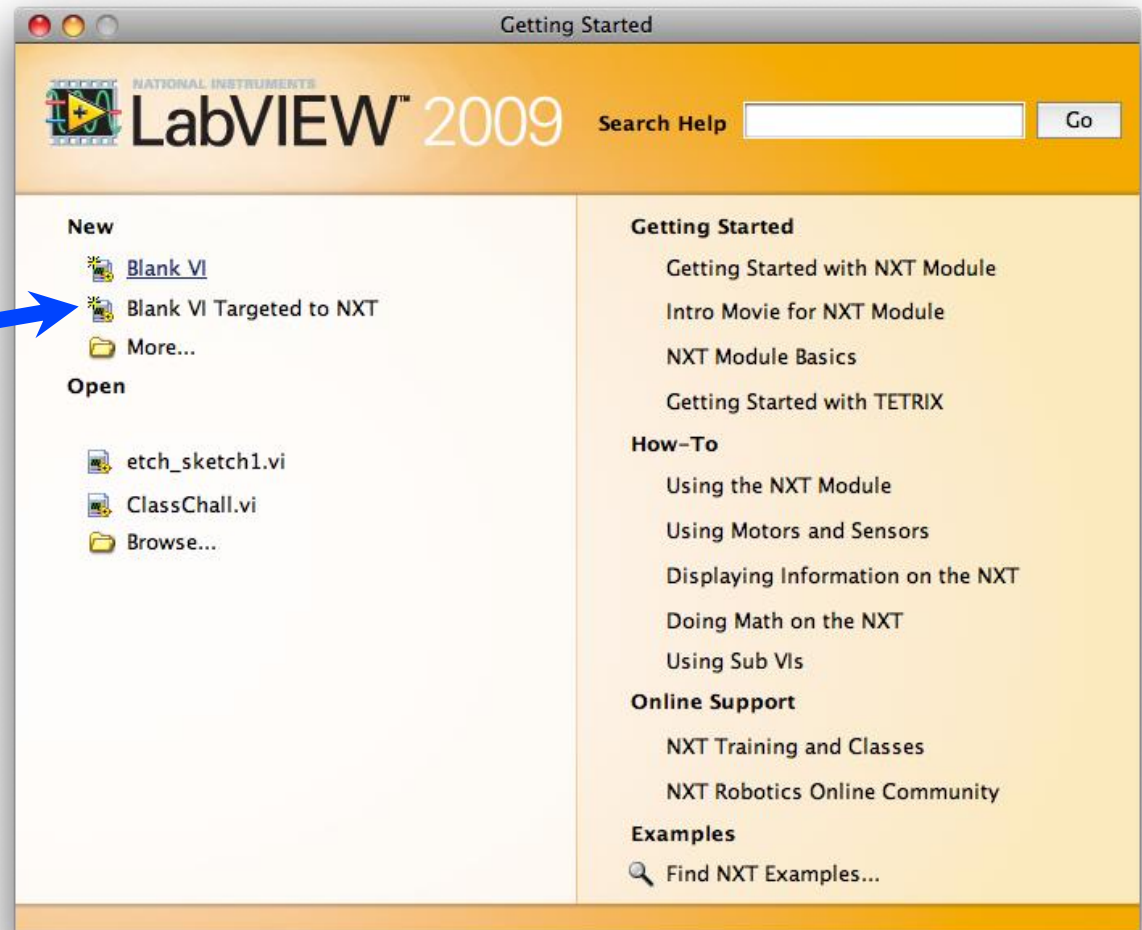 Getting Started
NATIONAL INSTRUMENTS
LabVIEW™ 2009
Search Help
Go
New
Blank VI
Blank VI Targeted to NXT
More...
Open
etch_sketch1.vi
ClassChall.vi
Browse...
Getting Started
Getting Started with NXT Module
Intro Movie for NXT Module
NXT Module Basics
Getting Started with TETRIX
How-To
Using the NXT Module
Using Motors and Sensors
Displaying Information on the NXT
Doing Math on the NXT
Using Sub VIs
Online Support
NXT Training and Classes
NXT Robotics Online Community
Examples
Find NXT Examples...